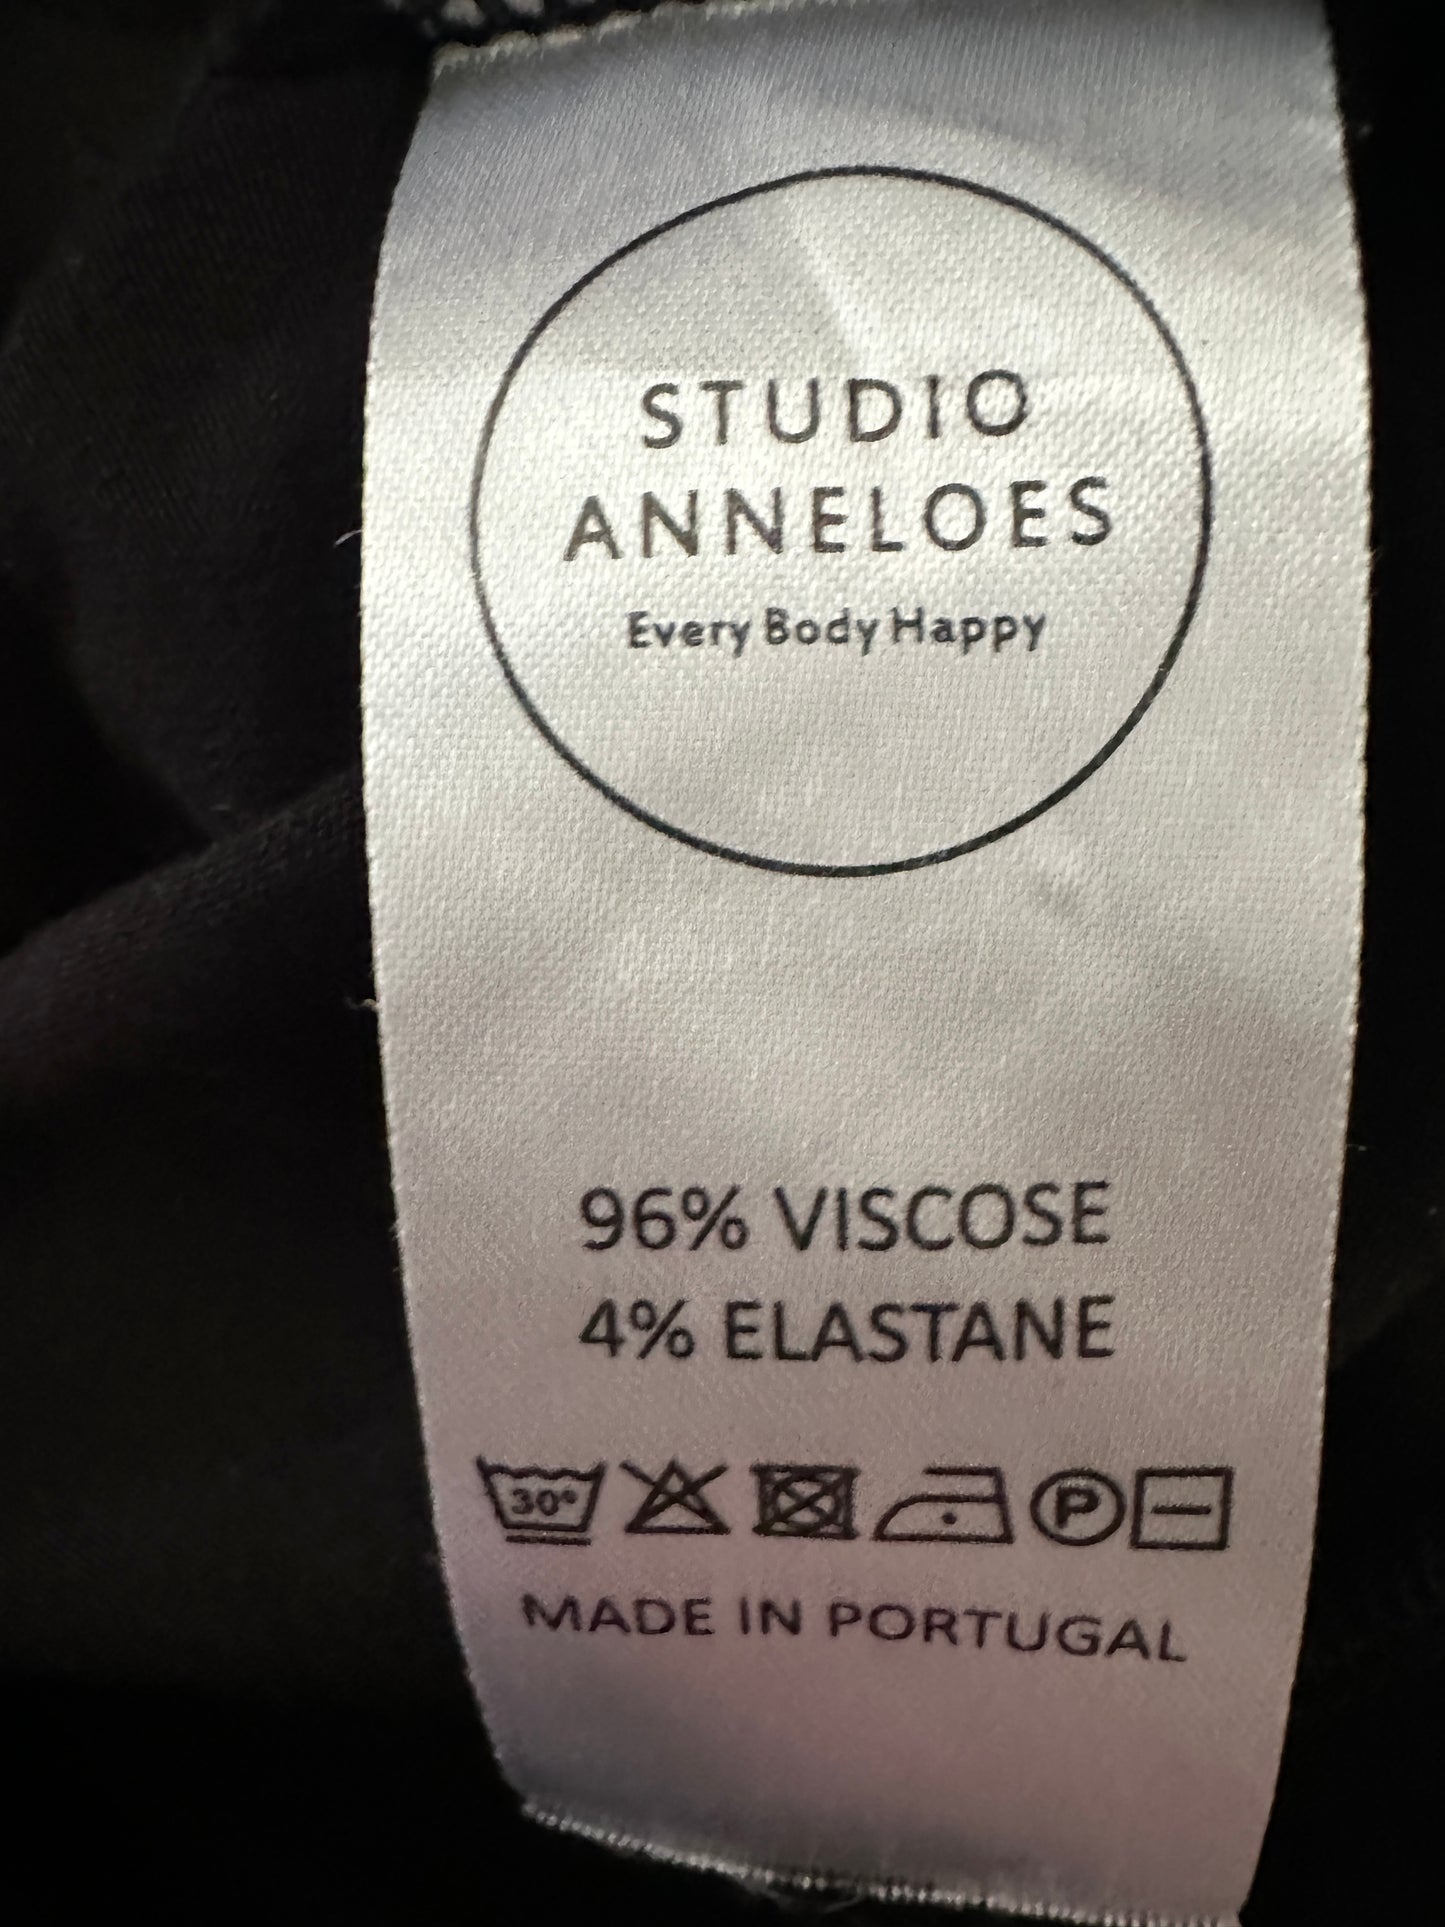 STUDIO
ANNELOES
Every Body Happy
96% VISCOSE
4% ELASTANE
30° P
MADE IN PORTUGAL